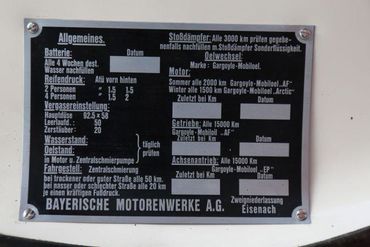 Allgemeines.
Batterie: Datum
Alle 4 Wochen dest.
Wasser nachfüllen
Reifendruck: Atü vorn hinten
2 Personen 1.5 1.5
4 Personen 1.5 2
Vergasereinstellung:
Hauptdüse 92.5 × 58
Leerlaufd. 50
Zerstäuber 20
Wasserstand:
Oelstand:
in Motor u. Zentralschmierpumpe
täglich
prüfen
Fahrgestell: Zentralschmierung
bei trockener oder guter Straße alle 50 km.
bei nasser oder schlechter Straße alle 20 km
je einen kräftigen Fußdruck.
Stoßdämpfer: Alle 3000 km prüfen gegebe-
nenfalls nachfüllen m. Stoßdämpfer Sonderflüssigkeit.
Oelwechsel:
Marke: Gargoyle-Mobiloel.
Motor:
Sommer alle 2000 km Gargoyle-Mobiloel „AF"
Winter alle 1500 km Gargoyle-Mobiloel „Arctic"
Zuletzt bei Km Datum
Getriebe: Alle 15000 Km
Gargoyle-Mobiloil „AF"
Zuletzt bei Km Datum
Achsenantrieb: Alle 15000 Km
Gargoyle-Mobiloel „EP"
Zuletzt bei Km Datum
BAYERISCHE MOTORENWERKE A.G.
Zweigniederlassung
Eisenach